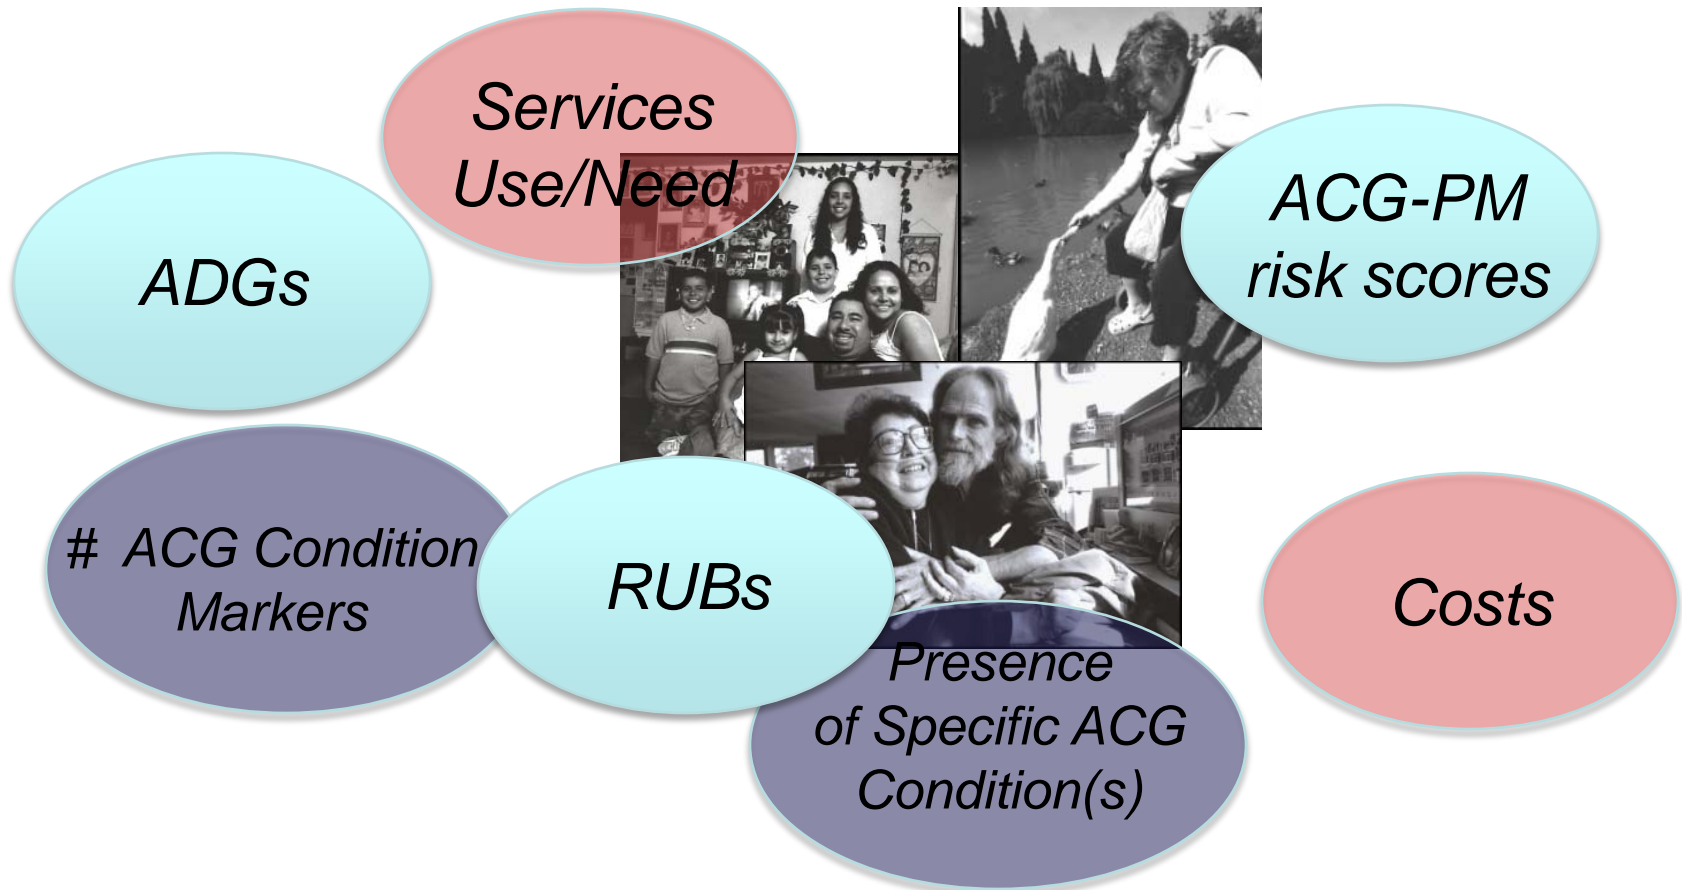 Services
Use/Need
ADGs
ACG-PM
risk scores
# ACG Condition
Markers
RUBs
Costs
Presence
of Specific ACG
Condition(s)